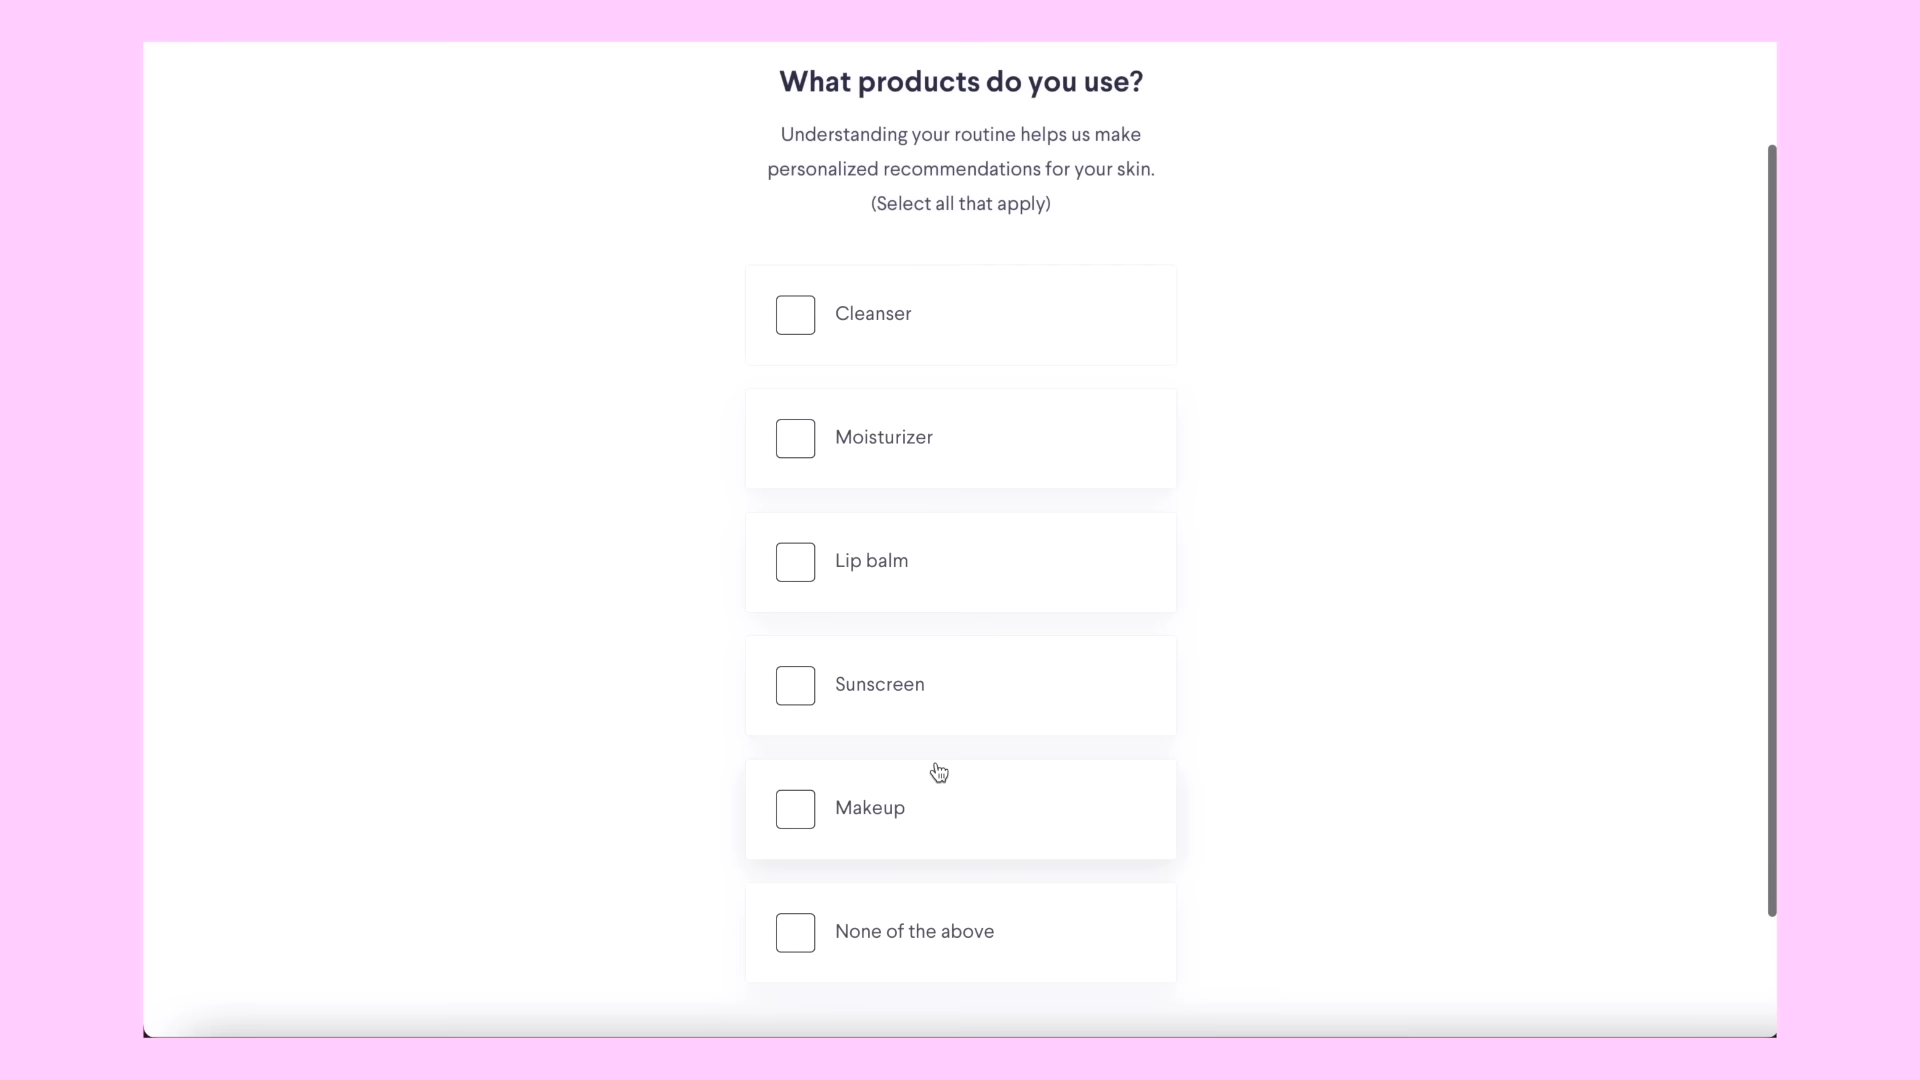 What products do you use?
Understanding your routine helps us make
personalized recommendations for your skin.
(Select all that apply)
Cleanser
Moisturizer
Lip balm
Sunscreen
Makeup
None of the above